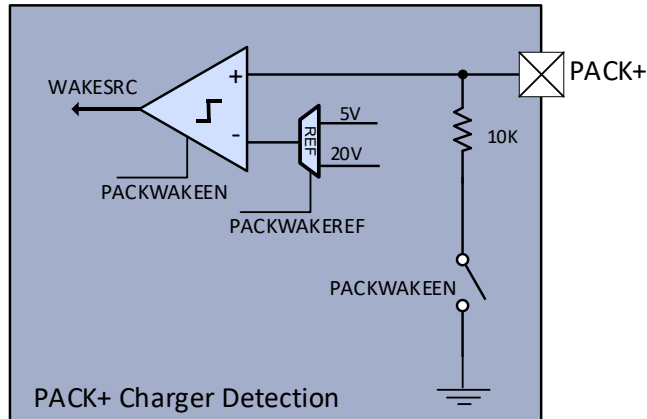 PACK+
WAKESRC
+
-
REF
5V
20V
10K
PACKWAKEEN
PACKWAKEREF
PACKWAKEEN
PACK+ Charger Detection